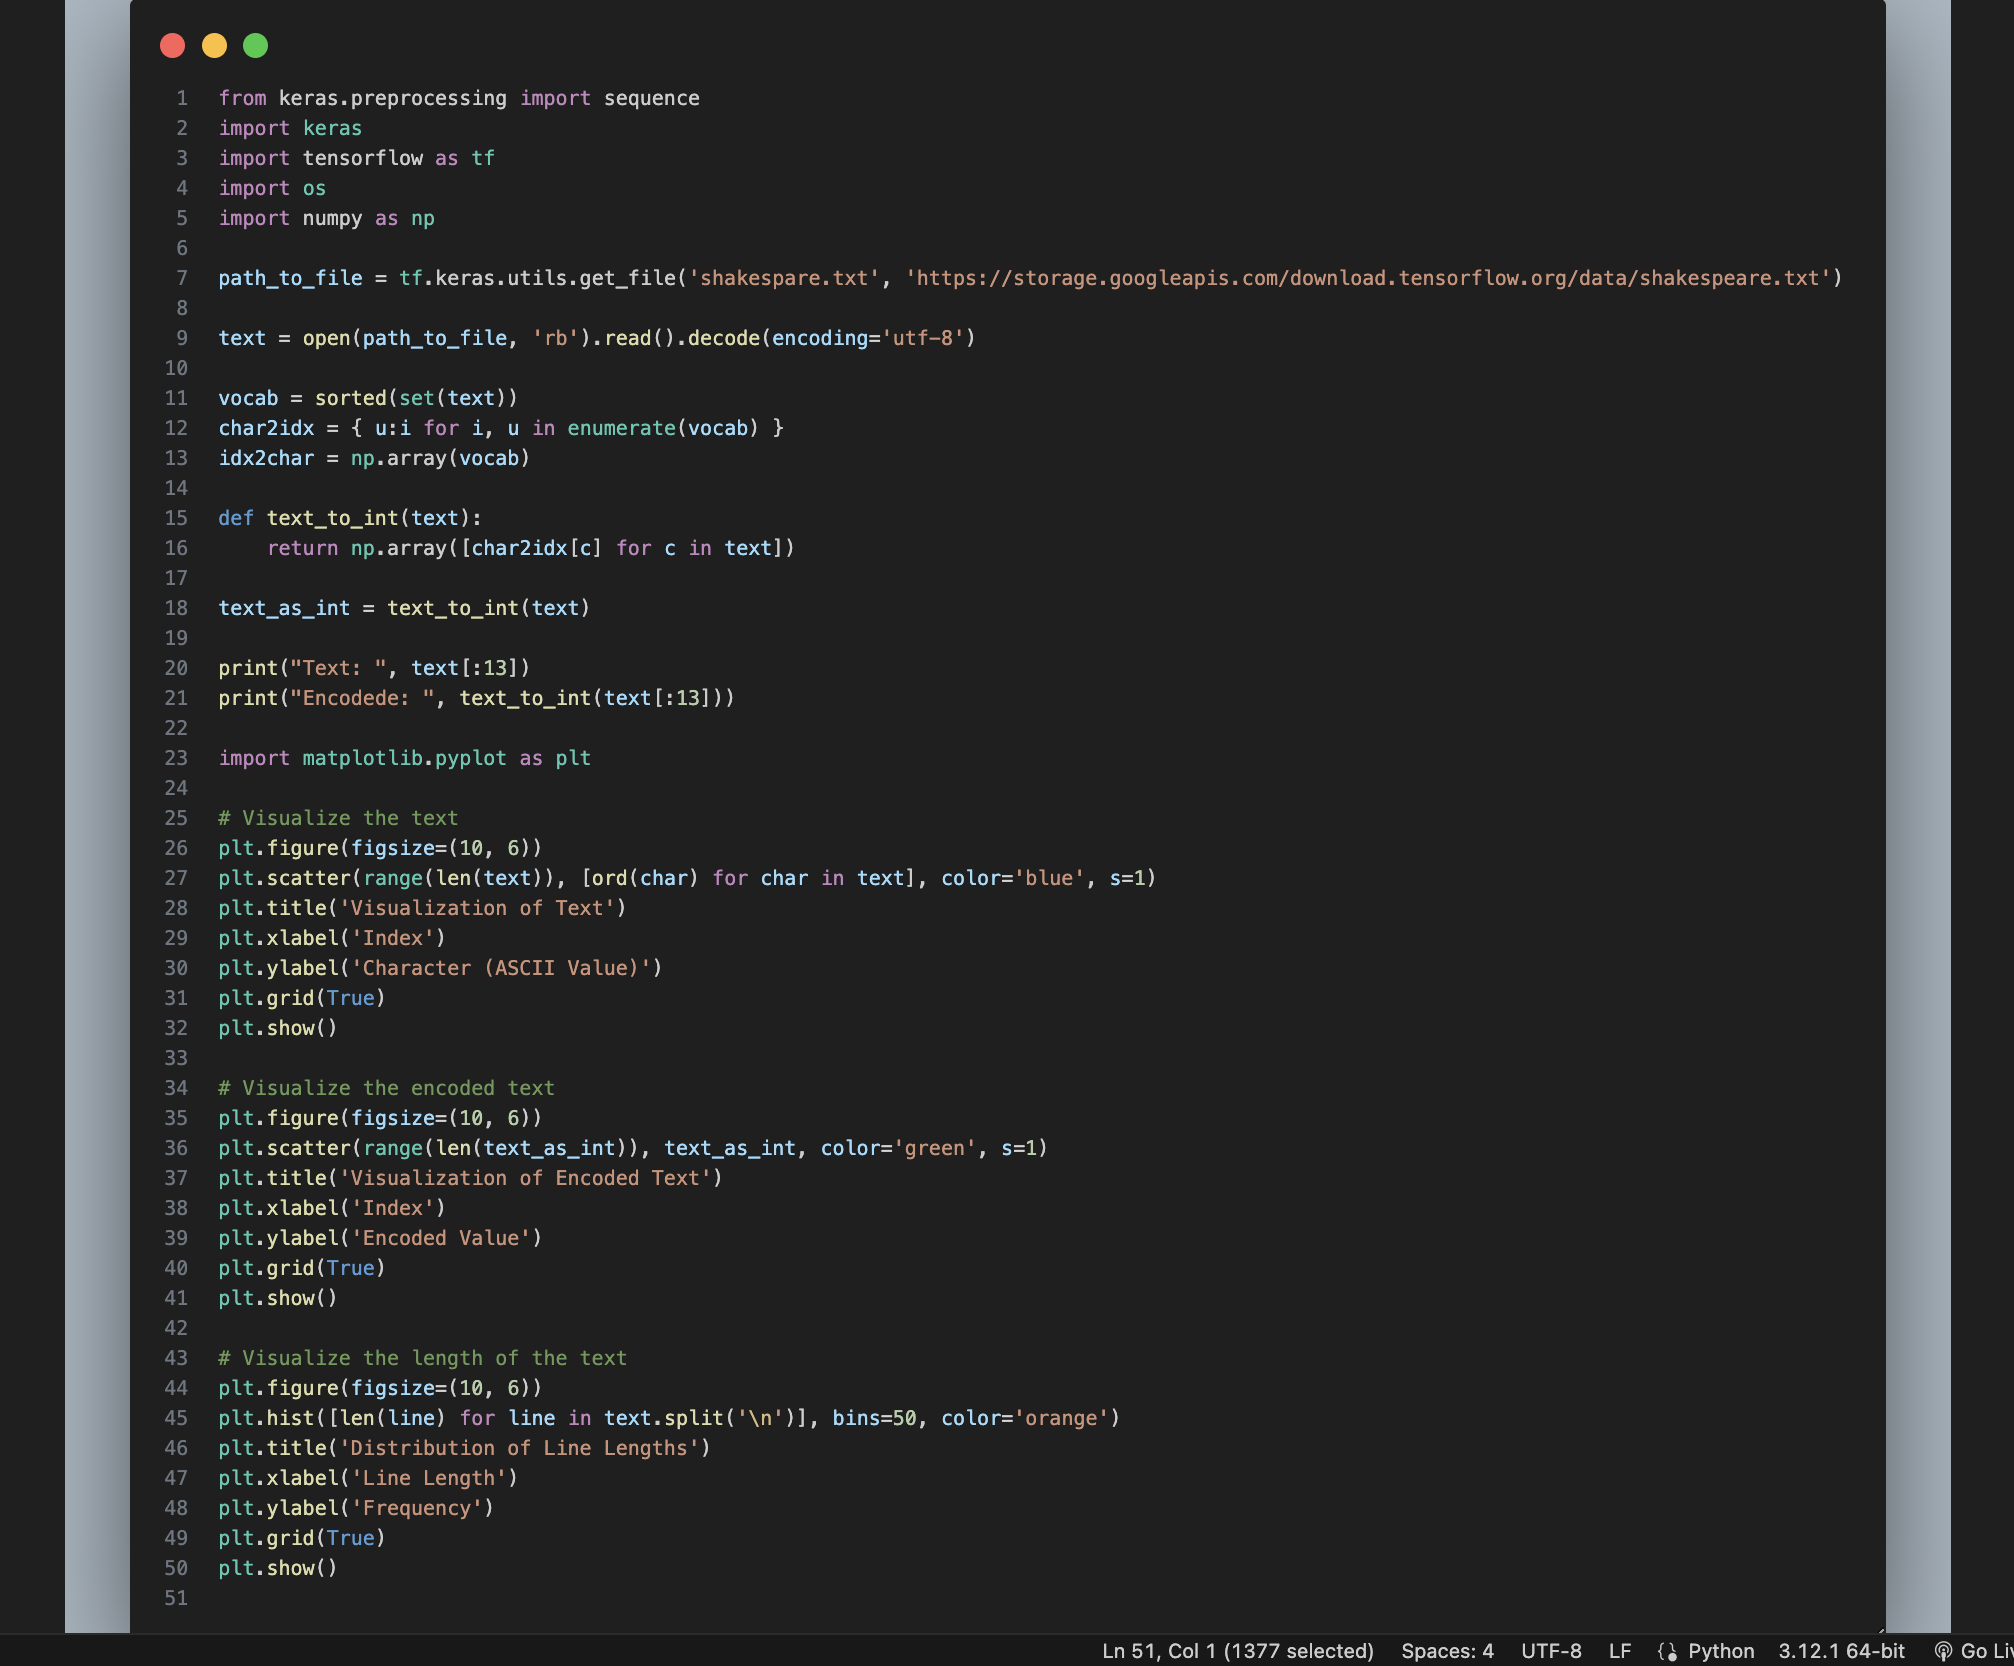 1 from keras.preprocessing import sequence
2 import keras
3 import tensorflow as tf
4 import os
5 import numpy as np
6
7 path_to_file = tf.keras.utils.get_file('shakespare.txt', 'https://storage.googleapis.com/download.tensorflow.org/data/shakespeare.txt')
8
9 text = open(path_to_file, 'rb').read().decode(encoding='utf-8')
10
11 vocab = sorted(set(text))
12 char2idx = { u:i for i, u in enumerate(vocab) }
13 idx2char = np.array(vocab)
14
15 def text_to_int(text):
16     return np.array([char2idx[c] for c in text])
17
18 text_as_int = text_to_int(text)
19
20 print("Text: ", text[:13])
21 print("Encodede: ", text_to_int(text[:13]))
22
23 import matplotlib.pyplot as plt
24
25 # Visualize the text
26 plt.figure(figsize=(10, 6))
27 plt.scatter(range(len(text)), [ord(char) for char in text], color='blue', s=1)
28 plt.title('Visualization of Text')
29 plt.xlabel('Index')
30 plt.ylabel('Character (ASCII Value)')
31 plt.grid(True)
32 plt.show()
33
34 # Visualize the encoded text
35 plt.figure(figsize=(10, 6))
36 plt.scatter(range(len(text_as_int)), text_as_int, color='green', s=1)
37 plt.title('Visualization of Encoded Text')
38 plt.xlabel('Index')
39 plt.ylabel('Encoded Value')
40 plt.grid(True)
41 plt.show()
42
43 # Visualize the length of the text
44 plt.figure(figsize=(10, 6))
45 plt.hist([len(line) for line in text.split('\n')], bins=50, color='orange')
46 plt.title('Distribution of Line Lengths')
47 plt.xlabel('Line Length')
48 plt.ylabel('Frequency')
49 plt.grid(True)
50 plt.show()
51
Ln 51, Col 1 (1377 selected) Spaces: 4 UTF-8 LF {} Python 3.12.1 64-bit Go Liv